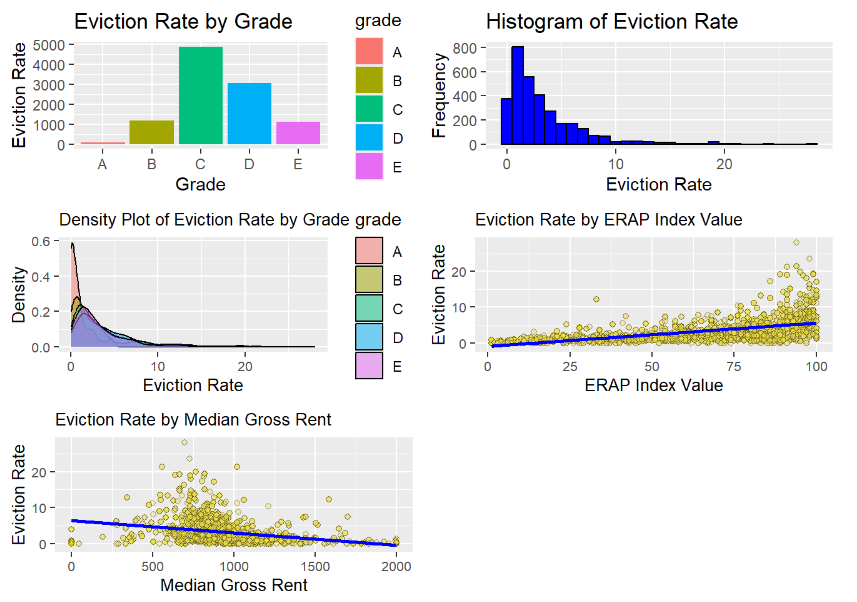 Eviction Rate by Grade
Eviction Rate
5000
4000
3000
2000
1000
0
A B C D E
Grade
grade
A
B
C
D
E
Histogram of Eviction Rate
Frequency
800
600
400
200
0
0 10 20
Eviction Rate
Density Plot of Eviction Rate by Grade
Density
0.6
0.4
0.2
0.0
0 10 20
Eviction Rate
grade
A
B
C
D
E
Eviction Rate by ERAP Index Value
Eviction Rate
20
10
0
0 25 50 75 100
ERAP Index Value
Eviction Rate by Median Gross Rent
Eviction Rate
20
10
0
0 500 1000 1500 2000
Median Gross Rent